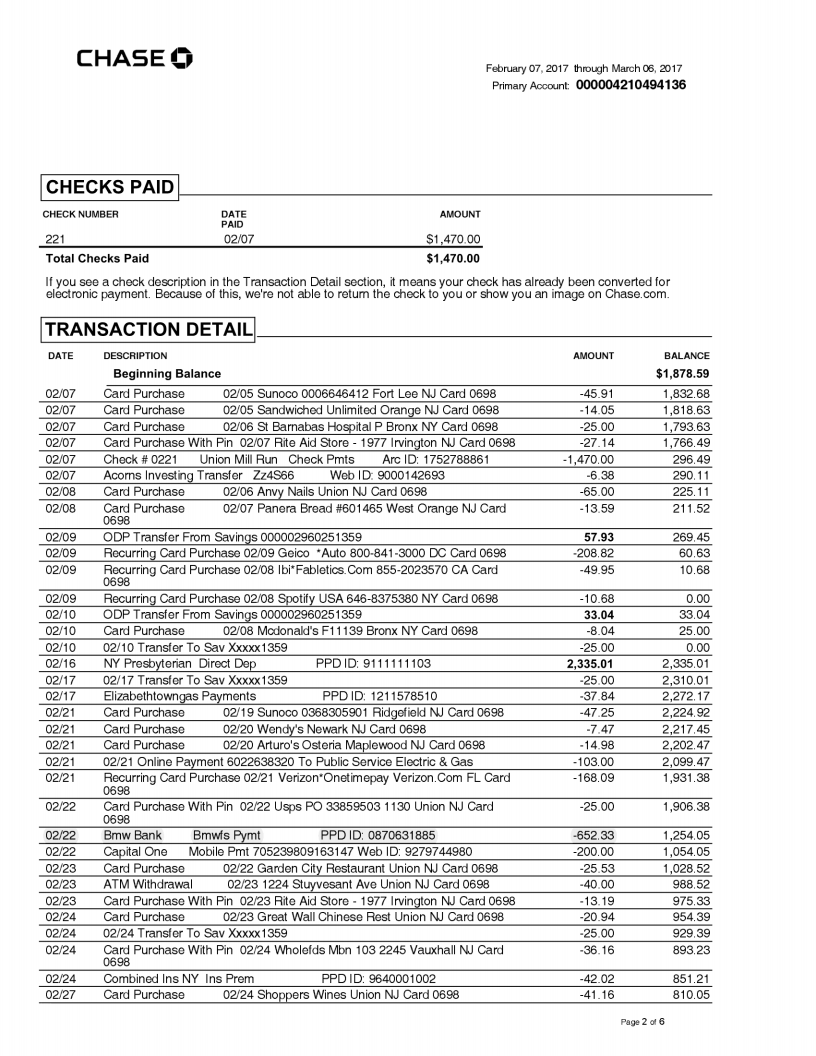 CHASE
February 07, 2017 through March 06, 2017
Primary Account: 000004210494136
CHECKS PAID
CHECK NUMBER DATE PAID AMOUNT
221 02/07 $1,470.00
Total Checks Paid $1,470.00
If you see a check description in the Transaction Detail section, it means your check has already been converted for
electronic payment. Because of this, we're not able to return the check to you or show you an image on Chase.com.
TRANSACTION DETAIL
DATE DESCRIPTION AMOUNT BALANCE
Beginning Balance $1,878.59
02/07 Card Purchase 02/05 Sunoco 0006646412 Fort Lee NJ Card 0698 -45.91 1,832.68
02/07 Card Purchase 02/05 Sandwiched Unlimited Orange NJ Card 0698 -14.05 1,818.63
02/07 Card Purchase 02/06 St Barnabas Hospital P Bronx NY Card 0698 -25.00 1,793.63
02/07 Card Purchase With Pin 02/07 Rite Aid Store - 1977 Irvington NJ Card 0698 -27.14 1,766.49
02/07 Check # 0221 Union Mill Run Check Pmts Arc ID: 1752788861 -1,470.00 296.49
02/07 Acorns Investing Transfer Zz4S66 Web ID: 9000142693 -6.38 290.11
02/08 Card Purchase 02/06 Anvy Nails Union NJ Card 0698 -65.00 225.11
02/08 Card Purchase 02/07 Panera Bread #601465 West Orange NJ Card -13.59 211.52
0698
02/09 ODP Transfer From Savings 000002960251359 57.93 269.45
02/09 Recurring Card Purchase 02/09 Geico *Auto 800-841-3000 DC Card 0698 -208.82 60.63
02/09 Recurring Card Purchase 02/08 Ibi*Fabletics.Com 855-2023570 CA Card -49.95 10.68
0698
02/09 Recurring Card Purchase 02/08 Spotify USA 646-8375380 NY Card 0698 -10.68 0.00
02/10 ODP Transfer From Savings 000002960251359 33.04 33.04
02/10 Card Purchase 02/08 Mcdonald's F11139 Bronx NY Card 0698 -8.04 25.00
02/10 02/10 Transfer To Sav Xxxxx1359 -25.00 0.00
02/16 NY Presbyterian Direct Dep PPD ID: 9111111103 2,335.01 2,335.01
02/17 02/17 Transfer To Sav Xxxxx1359 -25.00 2,310.01
02/17 Elizabethtowngas Payments PPD ID: 1211578510 -37.84 2,272.17
02/21 Card Purchase 02/19 Sunoco 0368305901 Ridgefield NJ Card 0698 -47.25 2,224.92
02/21 Card Purchase 02/20 Wendy's Newark NJ Card 0698 -7.47 2,217.45
02/21 Card Purchase 02/20 Arturo's Osteria Maplewood NJ Card 0698 -14.98 2,202.47
02/21 02/21 Online Payment 6022638320 To Public Service Electric & Gas -103.00 2,099.47
02/21 Recurring Card Purchase 02/21 Verizon*Onetimepay Verizon.Com FL Card -168.09 1,931.38
0698
02/22 Card Purchase With Pin 02/22 Usps PO 33859503 1130 Union NJ Card -25.00 1,906.38
0698
02/22 Bmw Bank Bmwfs Pymt PPD ID: 0870631885 -652.33 1,254.05
02/22 Capital One Mobile Pmt 705239809163147 Web ID: 9279744980 -200.00 1,054.05
02/23 Card Purchase 02/22 Garden City Restaurant Union NJ Card 0698 -25.53 1,028.52
02/23 ATM Withdrawal 02/23 1224 Stuyvesant Ave Union NJ Card 0698 -40.00 988.52
02/23 Card Purchase With Pin 02/23 Rite Aid Store - 1977 Irvington NJ Card 0698 -13.19 975.33
02/24 Card Purchase 02/23 Great Wall Chinese Rest Union NJ Card 0698 -20.94 954.39
02/24 02/24 Transfer To Sav Xxxxx1359 -25.00 929.39
02/24 Card Purchase With Pin 02/24 Wholefds Mbn 103 2245 Vauxhall NJ Card -36.16 893.23
0698
02/24 Combined Ins NY Ins Prem PPD ID: 9640001002 -42.02 851.21
02/27 Card Purchase 02/24 Shoppers Wines Union NJ Card 0698 -41.16 810.05
Page 2 of 6